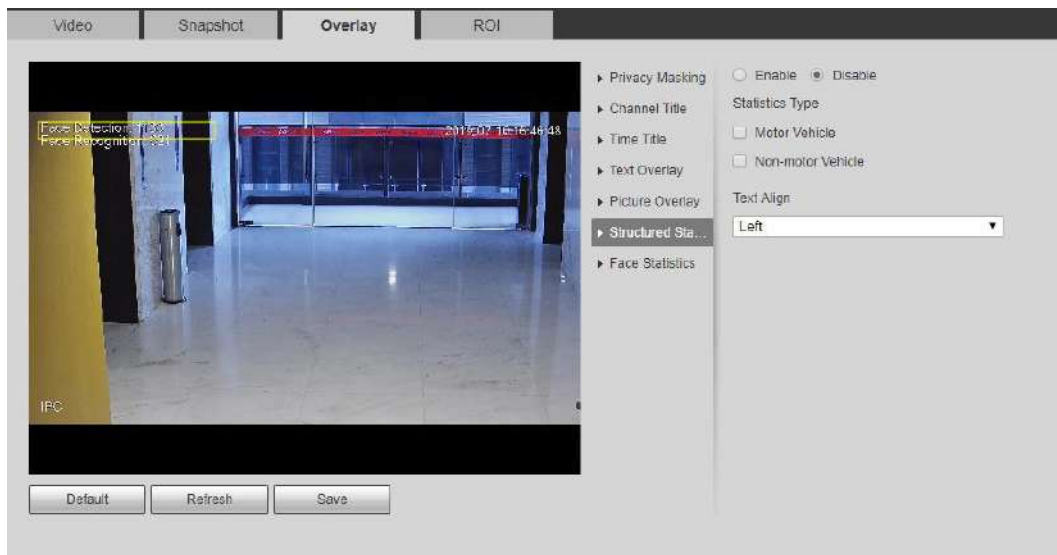 Video
Snapshot
Overlay
ROI
Face Detection:
Face Recognition:
2019-07
IPC
Privacy Masking
Channel Title
Time Title
Text Overlay
Picture Overlay
Structured Sta...
Face Statistics
Enable
Disable
Statistics Type
Motor Vehicle
Non-motor Vehicle
Text Align
Left
Default
Refresh
Save